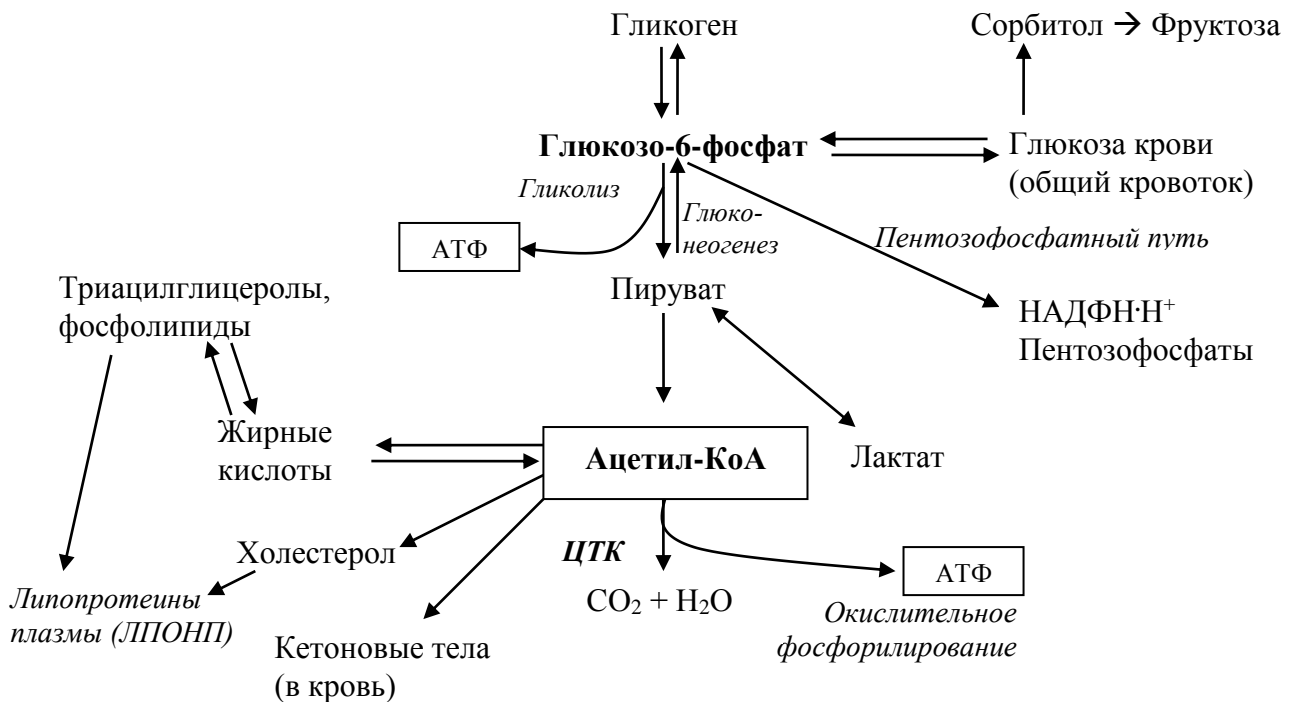 Гликоген
Сорбитол → Фруктоза
Глюкозо-6-фосфат
Глюкоза крови
(общий кровоток)
Гликолиз
Глюко-
неогенез
АТФ
Пентозофосфатный путь
Пируват
Триацилглицеролы,
фосфолипиды
НАДФН·Н⁺
Пентозофосфаты
Жирные
кислоты
Ацетил-КоА
Лактат
Холестерол
ЦТК
АТФ
CO₂ + H₂O
Липопротеины
плазмы (ЛПОНП)
Окислительное
фосфорилирование
Кетоновые тела
(в кровь)